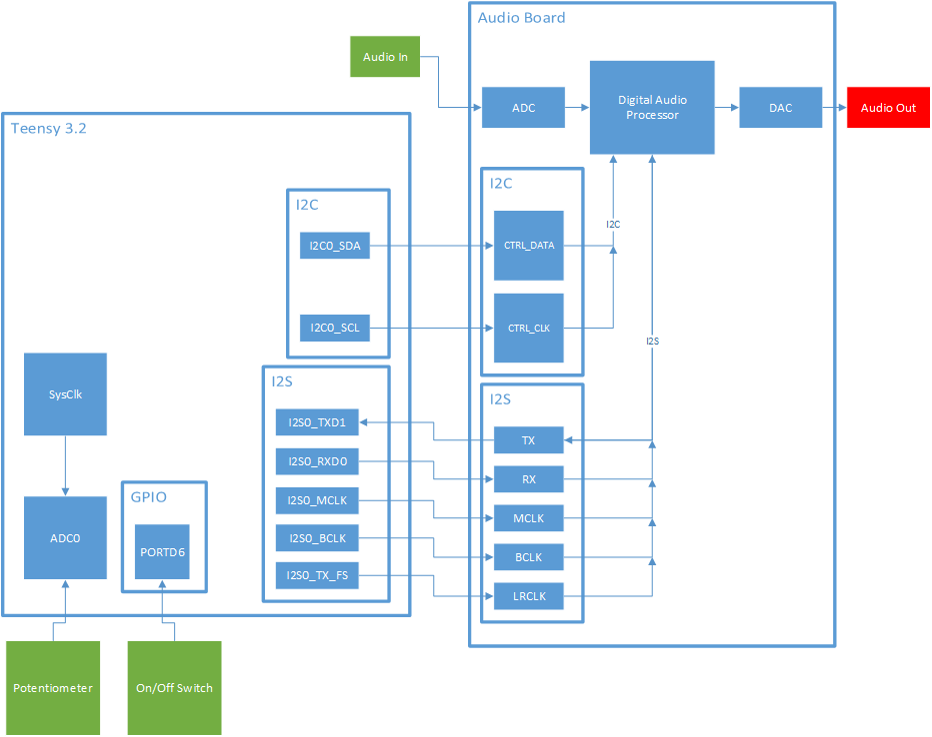 Audio Board
Audio In
ADC
Digital Audio
Processor
DAC
Audio Out
Teensy 3.2
I2C
I2C0_SDA
I2C0_SCL
I2C
CTRL_DATA
CTRL_CLK
I2C
I2S
SysClk
ADC0
GPIO
PORTD6
I2S
I2S0_TXD1
I2S0_RXD0
I2S0_MCLK
I2S0_BCLK
I2S0_TX_FS
I2S
TX
RX
MCLK
BCLK
LRCLK
Potentiometer
On/Off Switch